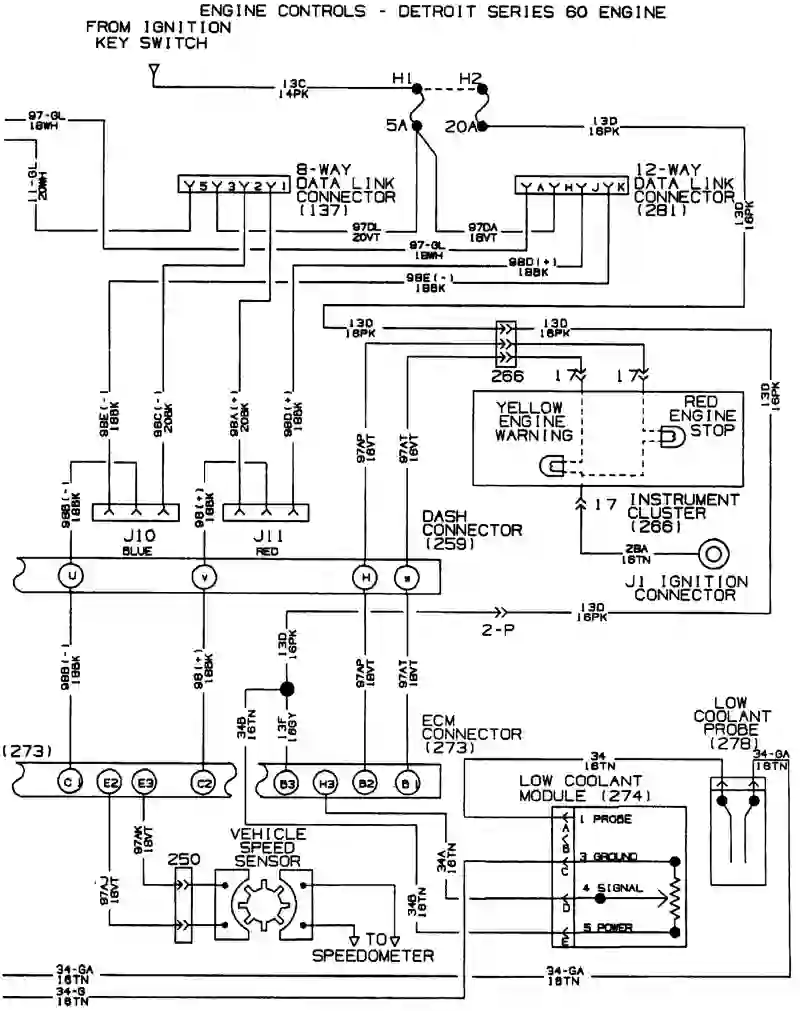 ENGINE CONTROLS - DETROIT SERIES 60 ENGINE
FROM IGNITION
KEY SWITCH
13C
14PK
H1
H2
5A
20A
13D
16PK
97-GL
18WH
11-GL
20WH
8-WAY
DATA LINK
CONNECTOR
(137)
5 3 2 1
12-WAY
DATA LINK
CONNECTOR
(281)
A H J K
13D
16PK
97DL
20VT
97DA
18VT
97-GL
18WH
98D(+)
18BK
98E(-)
18BK
13D
16PK
13D
16PK
266
17
17
13D
16PK
98E(-)
18BK
98C(-)
20BK
98A(+)
20BK
98D(+)
18BK
97AP
18VT
97AT
18VT
YELLOW
ENGINE
WARNING
RED
ENGINE
STOP
98B(-)
18BK
98(+)
18BK
J10
BLUE
J11
RED
DASH
CONNECTOR
(259)
17
INSTRUMENT
CLUSTER
(266)
28A
16TN
J1 IGNITION
CONNECTOR
U
V
H
13D
16PK
2-P
13D
16PK
98B(-)
18BK
98(+)
18BK
97AP
18VT
97AT
18VT
34B
16TN
13F
16GY
ECM
CONNECTOR
(273)
LOW
COOLANT
PROBE
(278)
34-GA
18TN
(273)
C1
E2
E3
C2
B3
H3
B2
B1
34
18TN
LOW COOLANT
MODULE (274)
1 PROBE
A
B
3 GROUND
C
4 SIGNAL
D
5 POWER
E
97AK
18VT
18VT
250
VEHICLE
SPEED
SENSOR
34A
18TN
34B
16TN
TO
SPEEDOMETER
34-GA
18TN
34-G
18TN
34-GA
18TN